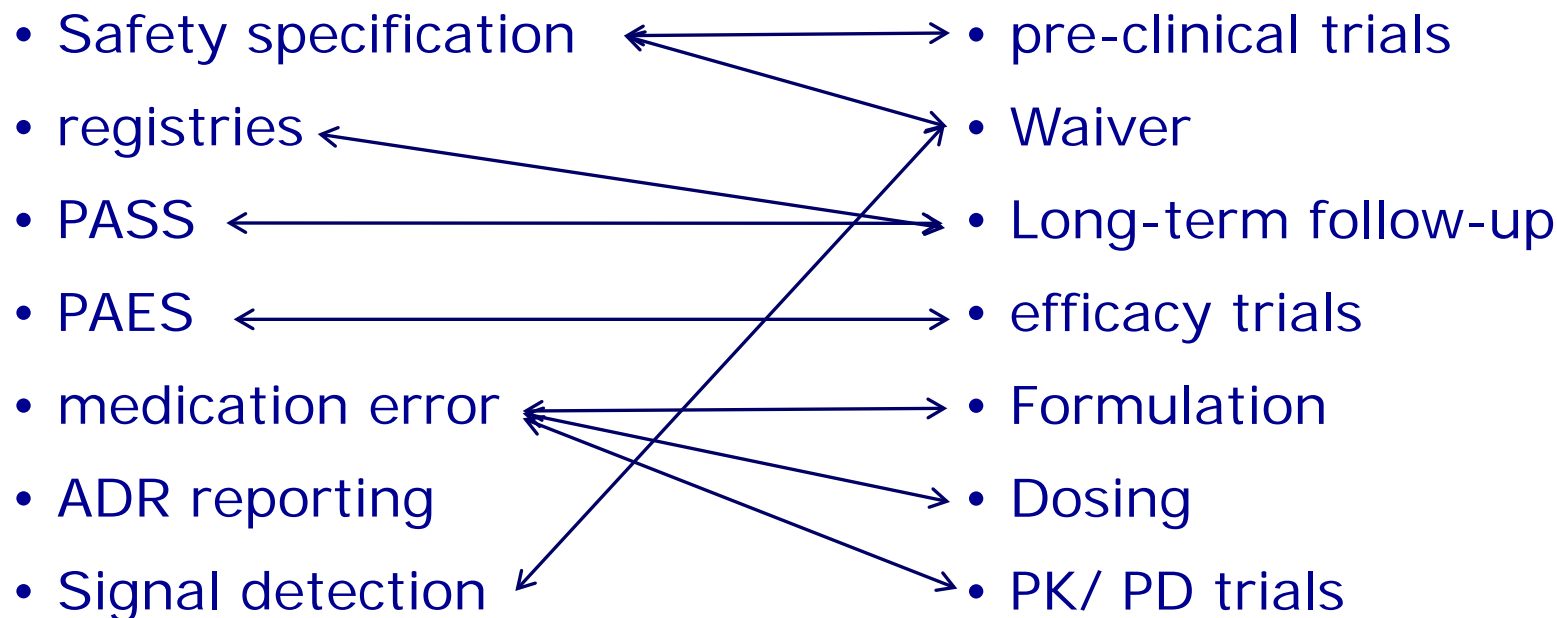 • Safety specification
• registries
• PASS
• PAES
• medication error
• ADR reporting
• Signal detection
• pre-clinical trials
• Waiver
• Long-term follow-up
• efficacy trials
• Formulation
• Dosing
• PK/ PD trials